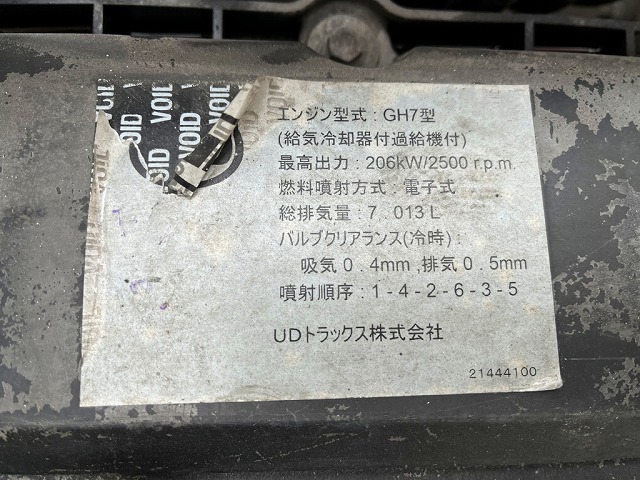 VOID VOID
VOID VOID
エンジン型式：GH7型
(給気冷却器付過給機付)
最高出力：206kW/2500 r.p.m.
燃料噴射方式：電子式
総排気量：7．013 L
バルブクリアランス(冷時)：
吸気 0．4mm ,排気 0．5mm
噴射順序：1-4-2-6-3-5
UDトラックス株式会社
21444100